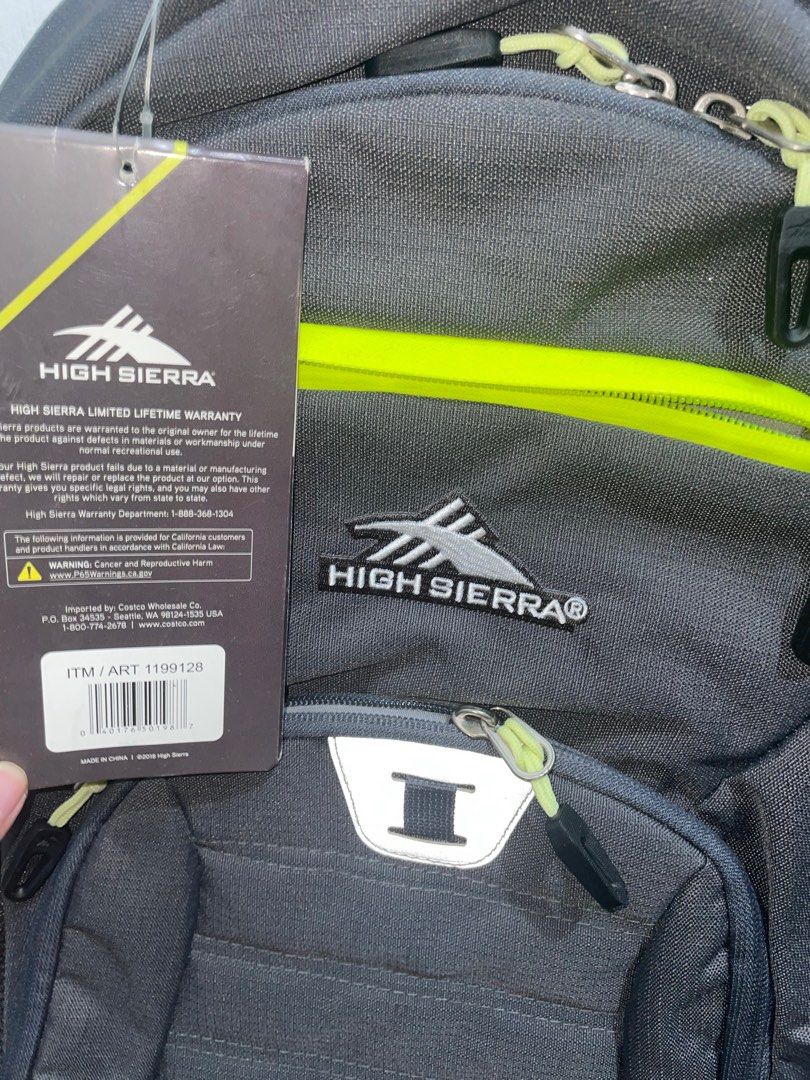 HIGH SIERRA
HIGH SIERRA LIMITED LIFETIME WARRANTY
products are warranted to the original owner for the lifetime
the product against defects in materials or workmanship under
normal recreational use.
High Sierra product fails due to a material or manufacturing
we will repair or replace the product at our option. This
gives you specific legal rights, and you may also have other
rights which vary from state to state.
High Sierra Warranty Department: 1-888-368-1304
The following information is provided for California customers
and product handlers in accordance with California Law:
WARNING: Cancer and Reproductive Harm
www.P65Warnings.ca.gov
Imported by: Costco Wholesale Co.
P.O. Box 34535 - Seattle, WA 98124-1535 USA
1-800-774-2678 | www.costco.com
ITM / ART 1199128
0 40176 50198 7
MADE IN CHINA | ©2018 High Sierra
HIGH SIERRA®